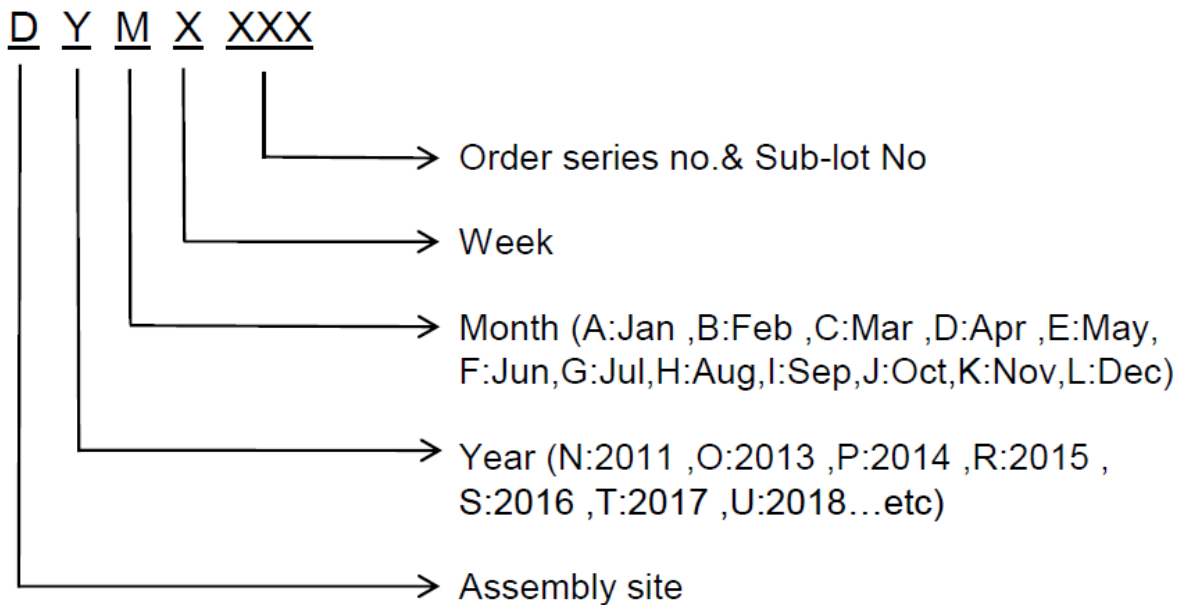 D Y M X XXX
Order series no.& Sub-lot No
Week
Month (A:Jan ,B:Feb ,C:Mar ,D:Apr ,E:May,
F:Jun,G:Jul,H:Aug,I:Sep,J:Oct,K:Nov,L:Dec)
Year (N:2011 ,O:2013 ,P:2014 ,R:2015 ,
S:2016 ,T:2017 ,U:2018...etc)
Assembly site